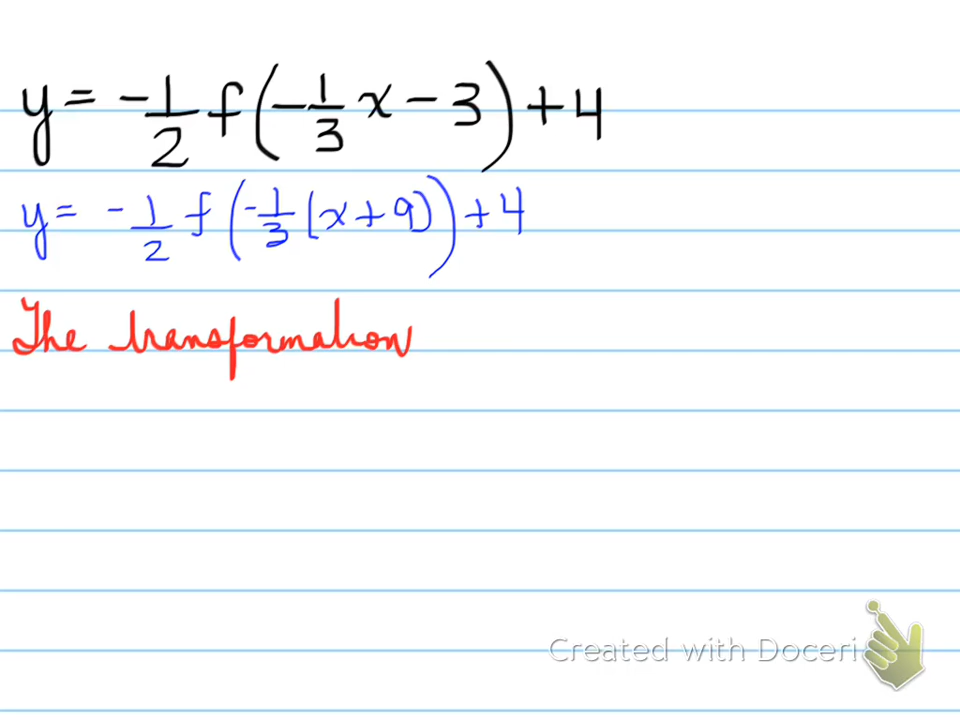 y = -1/2 f(-1/3 x - 3) + 4
y = -1/2 f(-1/3 (x + 9)) + 4
The transformation
Created with Doceri